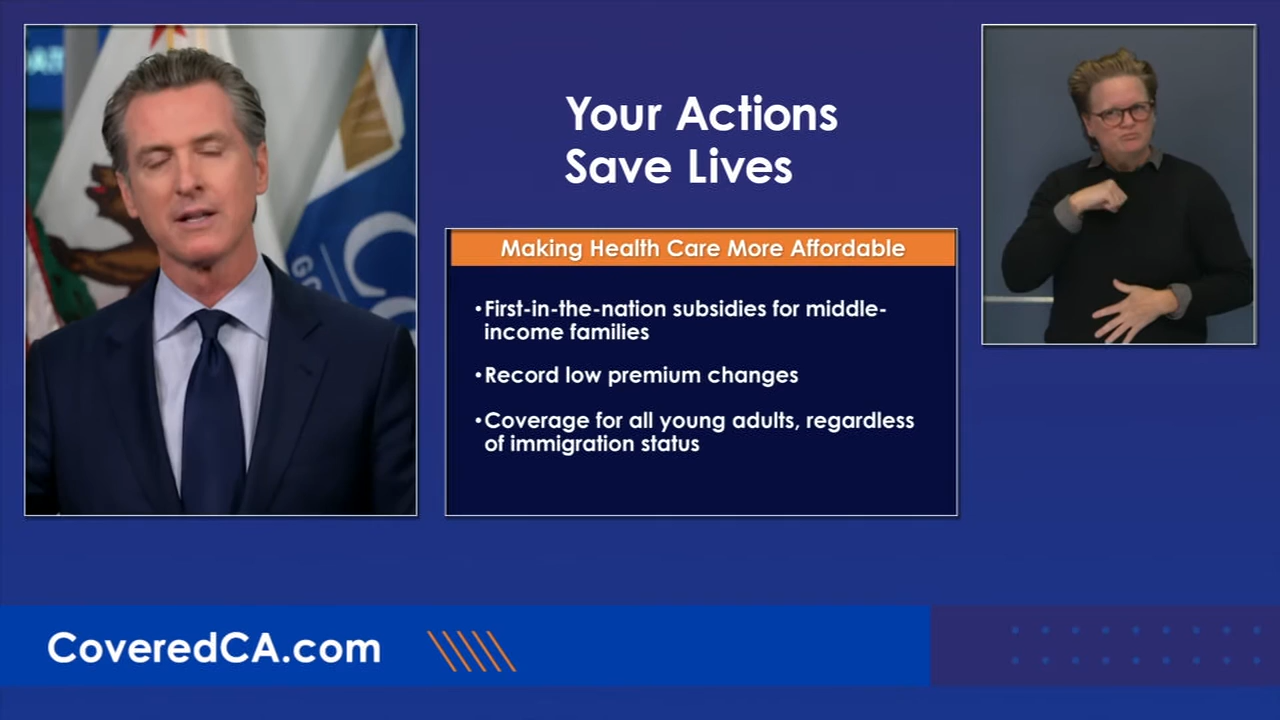 Your Actions
Save Lives
Making Health Care More Affordable
•First-in-the-nation subsidies for middle-
income families
•Record low premium changes
•Coverage for all young adults, regardless
of immigration status
CoveredCA.com